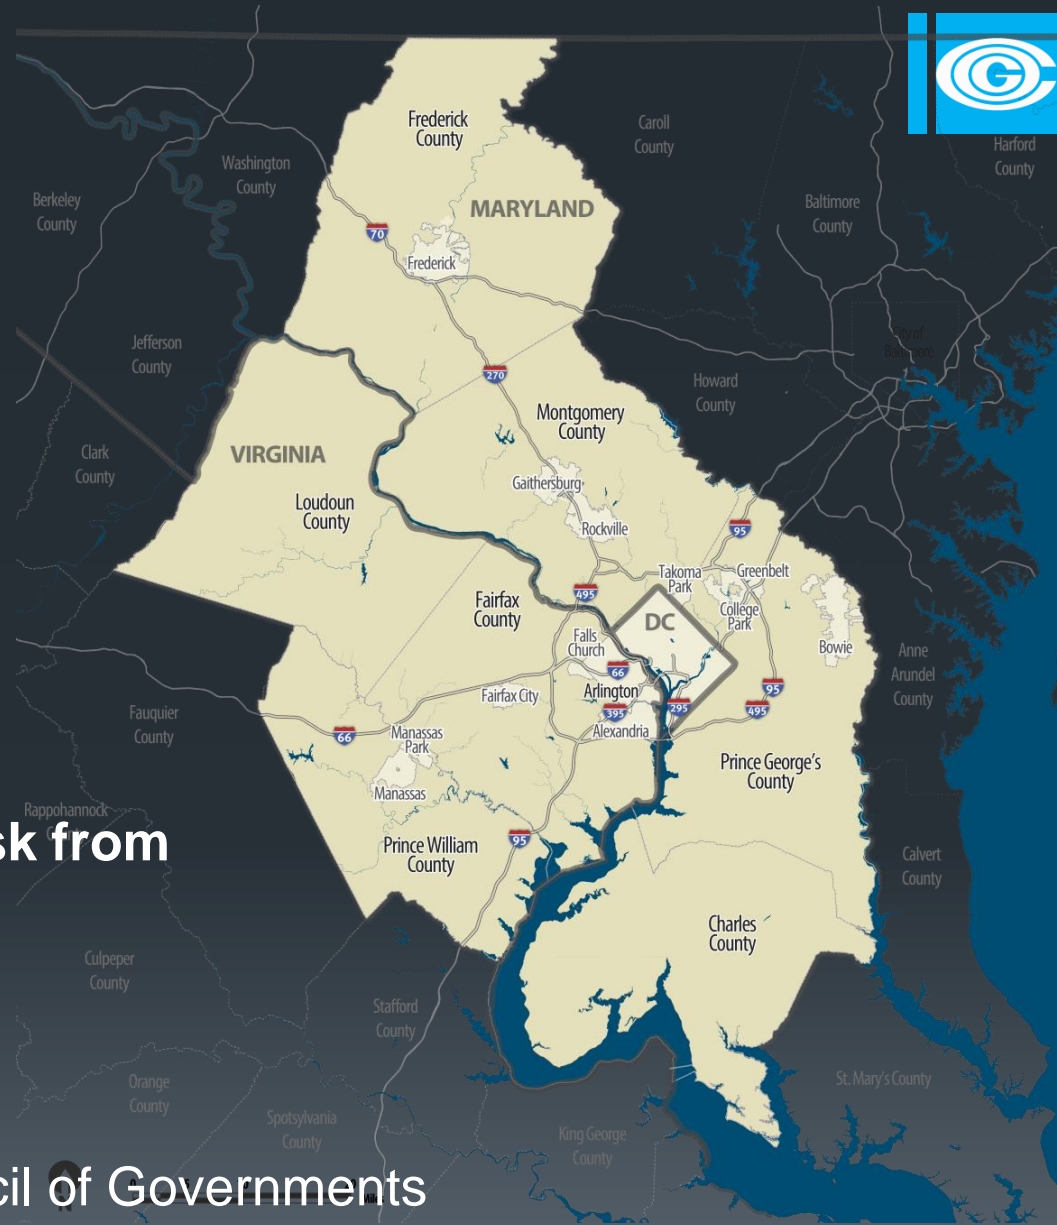 Frederick
County
Caroll
County
Harford
County
Washington
County
Berkeley
County
Baltimore
County
MARYLAND
70
Frederick
Jefferson
County
City of
Baltimore
270
Howard
County
Montgomery
County
VIRGINIA
Clark
County
Gaithersburg
Loudoun
County
Rockville
95
Takoma
Park
Greenbelt
495
Fairfax
County
College
Park
DC
Falls
Church
Bowie
Anne
Arundel
County
66
Arlington
Fairfax City
95
395
295
495
Alexandria
Fauquier
County
66
Manassas
Park
Prince George's
County
Manassas
Rappohannock
sk from
95
Prince William
County
Calvert
County
Charles
County
Culpeper
County
Stafford
County
Orange
County
St. Mary's County
Spotsylvania
County
King George
County
cil of Governments